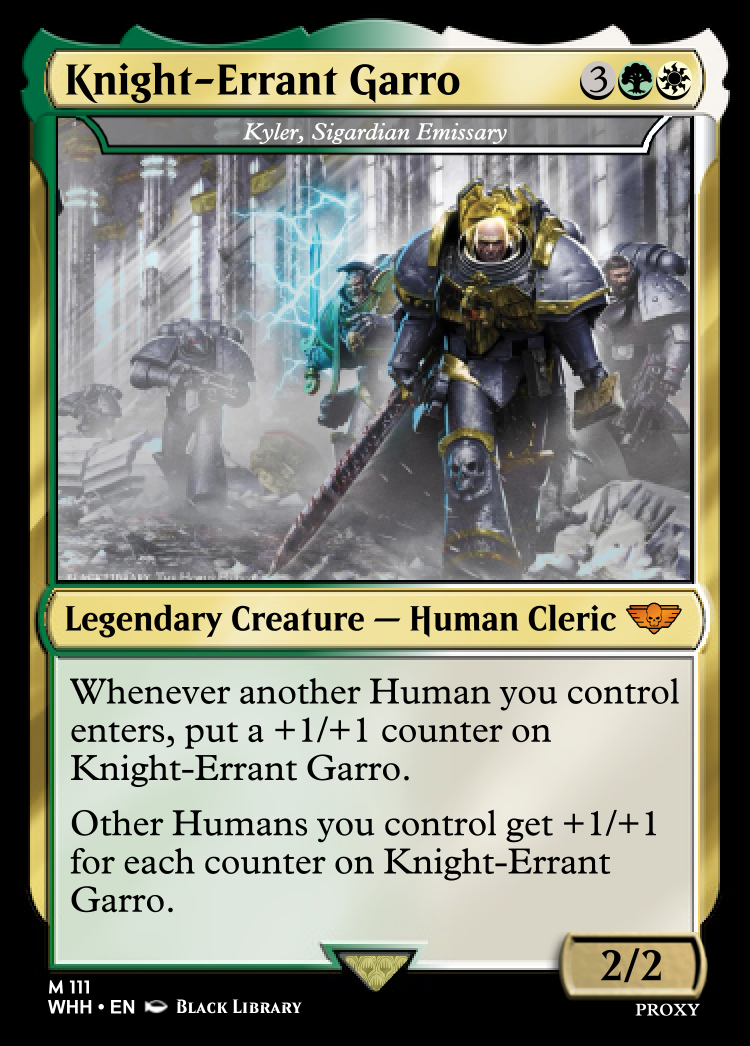 Knight-Errant Garro 3
Kyler, Sigardian Emissary
Legendary Creature — Human Cleric
Whenever another Human you control
enters, put a +1/+1 counter on
Knight-Errant Garro.
Other Humans you control get +1/+1
for each counter on Knight-Errant
Garro.
2/2
M 111
WHH • EN BLACK LIBRARY
PROXY